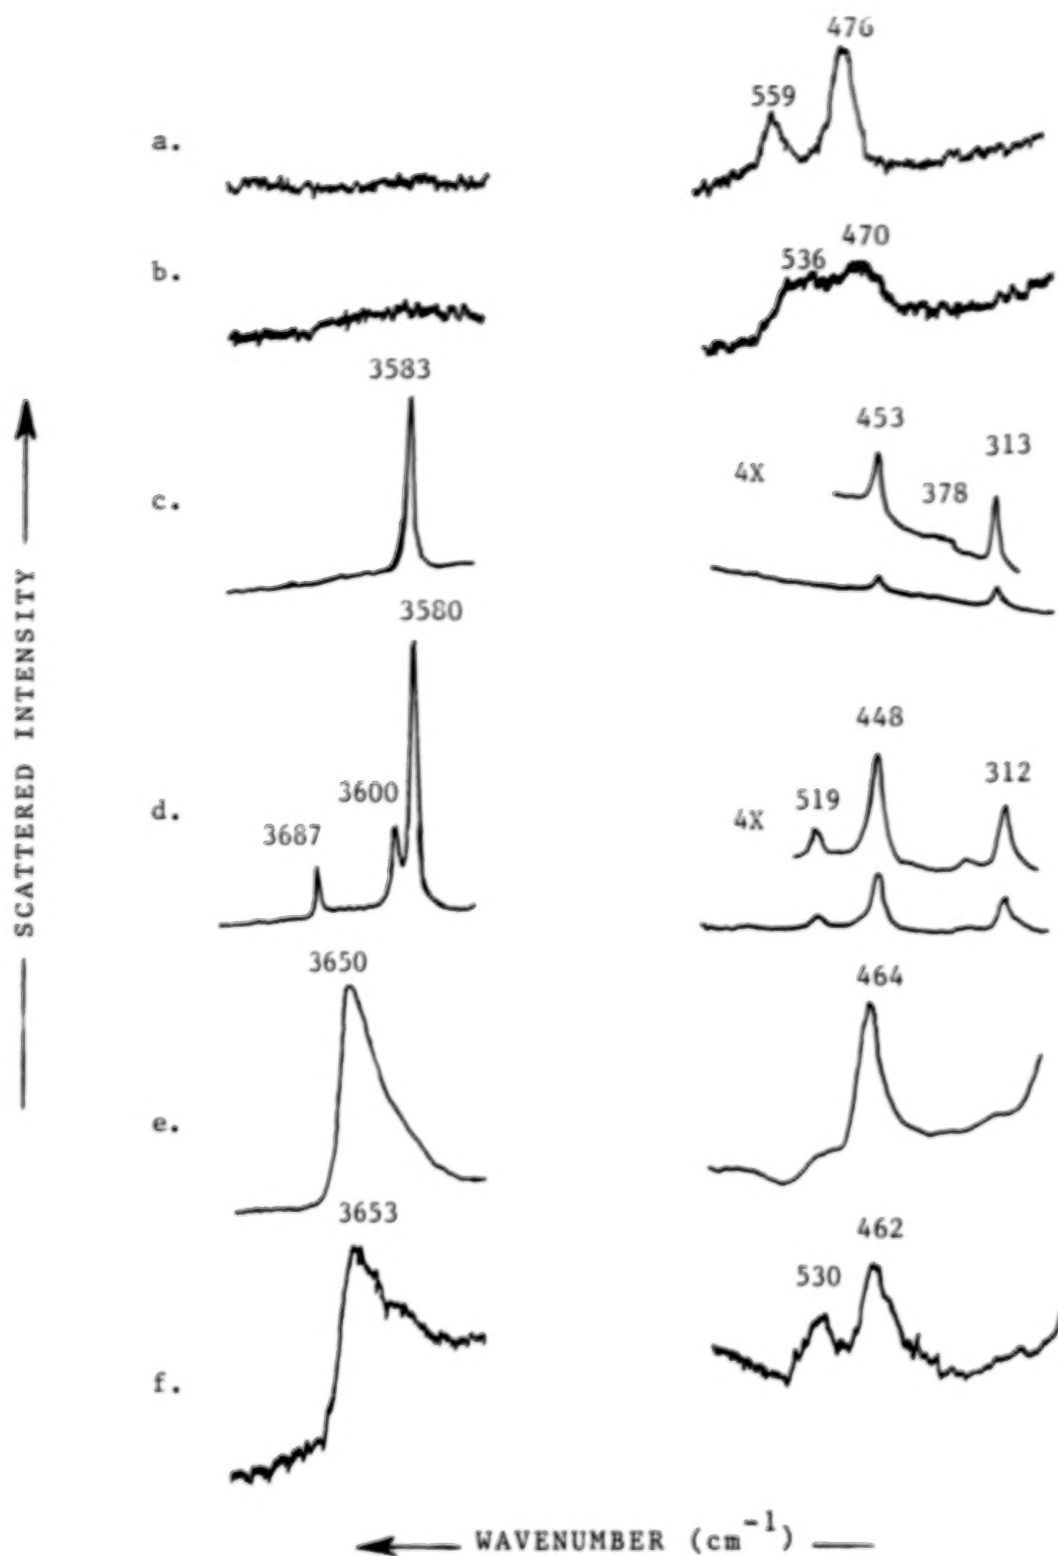 476
559
a.
470
536
b.
3583
453
313
4X
378
c.
3580
448
3600
312
519
3687
4X
d.
3650
464
e.
3653
462
530
f.
SCATTERED INTENSITY
WAVENUMBER (cm-1)